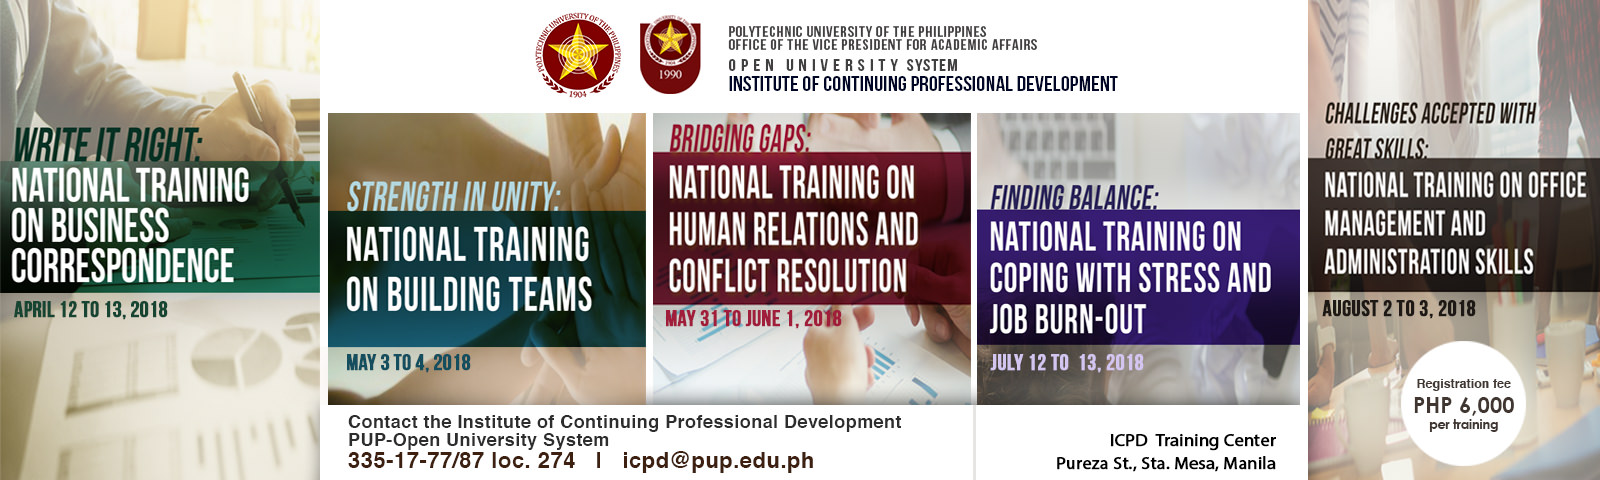 POLYTECHNIC UNIVERSITY OF THE PHILIPPINES
1904
1990
POLYTECHNIC UNIVERSITY OF THE PHILIPPINES
OFFICE OF THE VICE PRESIDENT FOR ACADEMIC AFFAIRS
OPEN UNIVERSITY SYSTEM
INSTITUTE OF CONTINUING PROFESSIONAL DEVELOPMENT
WRITE IT RIGHT:
NATIONAL TRAINING
ON BUSINESS
CORRESPONDENCE
APRIL 12 TO 13, 2018
STRENGTH IN UNITY:
NATIONAL TRAINING
ON BUILDING TEAMS
MAY 3 TO 4, 2018
BRIDGING GAPS:
NATIONAL TRAINING ON
HUMAN RELATIONS AND
CONFLICT RESOLUTION
MAY 31 TO JUNE 1, 2018
FINDING BALANCE:
NATIONAL TRAINING ON
COPING WITH STRESS AND
JOB BURN-OUT
JULY 12 TO 13, 2018
CHALLENGES ACCEPTED WITH
GREAT SKILLS:
NATIONAL TRAINING ON OFFICE
MANAGEMENT AND
ADMINISTRATION SKILLS
AUGUST 2 TO 3, 2018
Registration fee
PHP 6,000
per training
Contact the Institute of Continuing Professional Development
PUP-Open University System
335-17-77/87 loc. 274 | icpd@pup.edu.ph
ICPD Training Center
Pureza St., Sta. Mesa, Manila